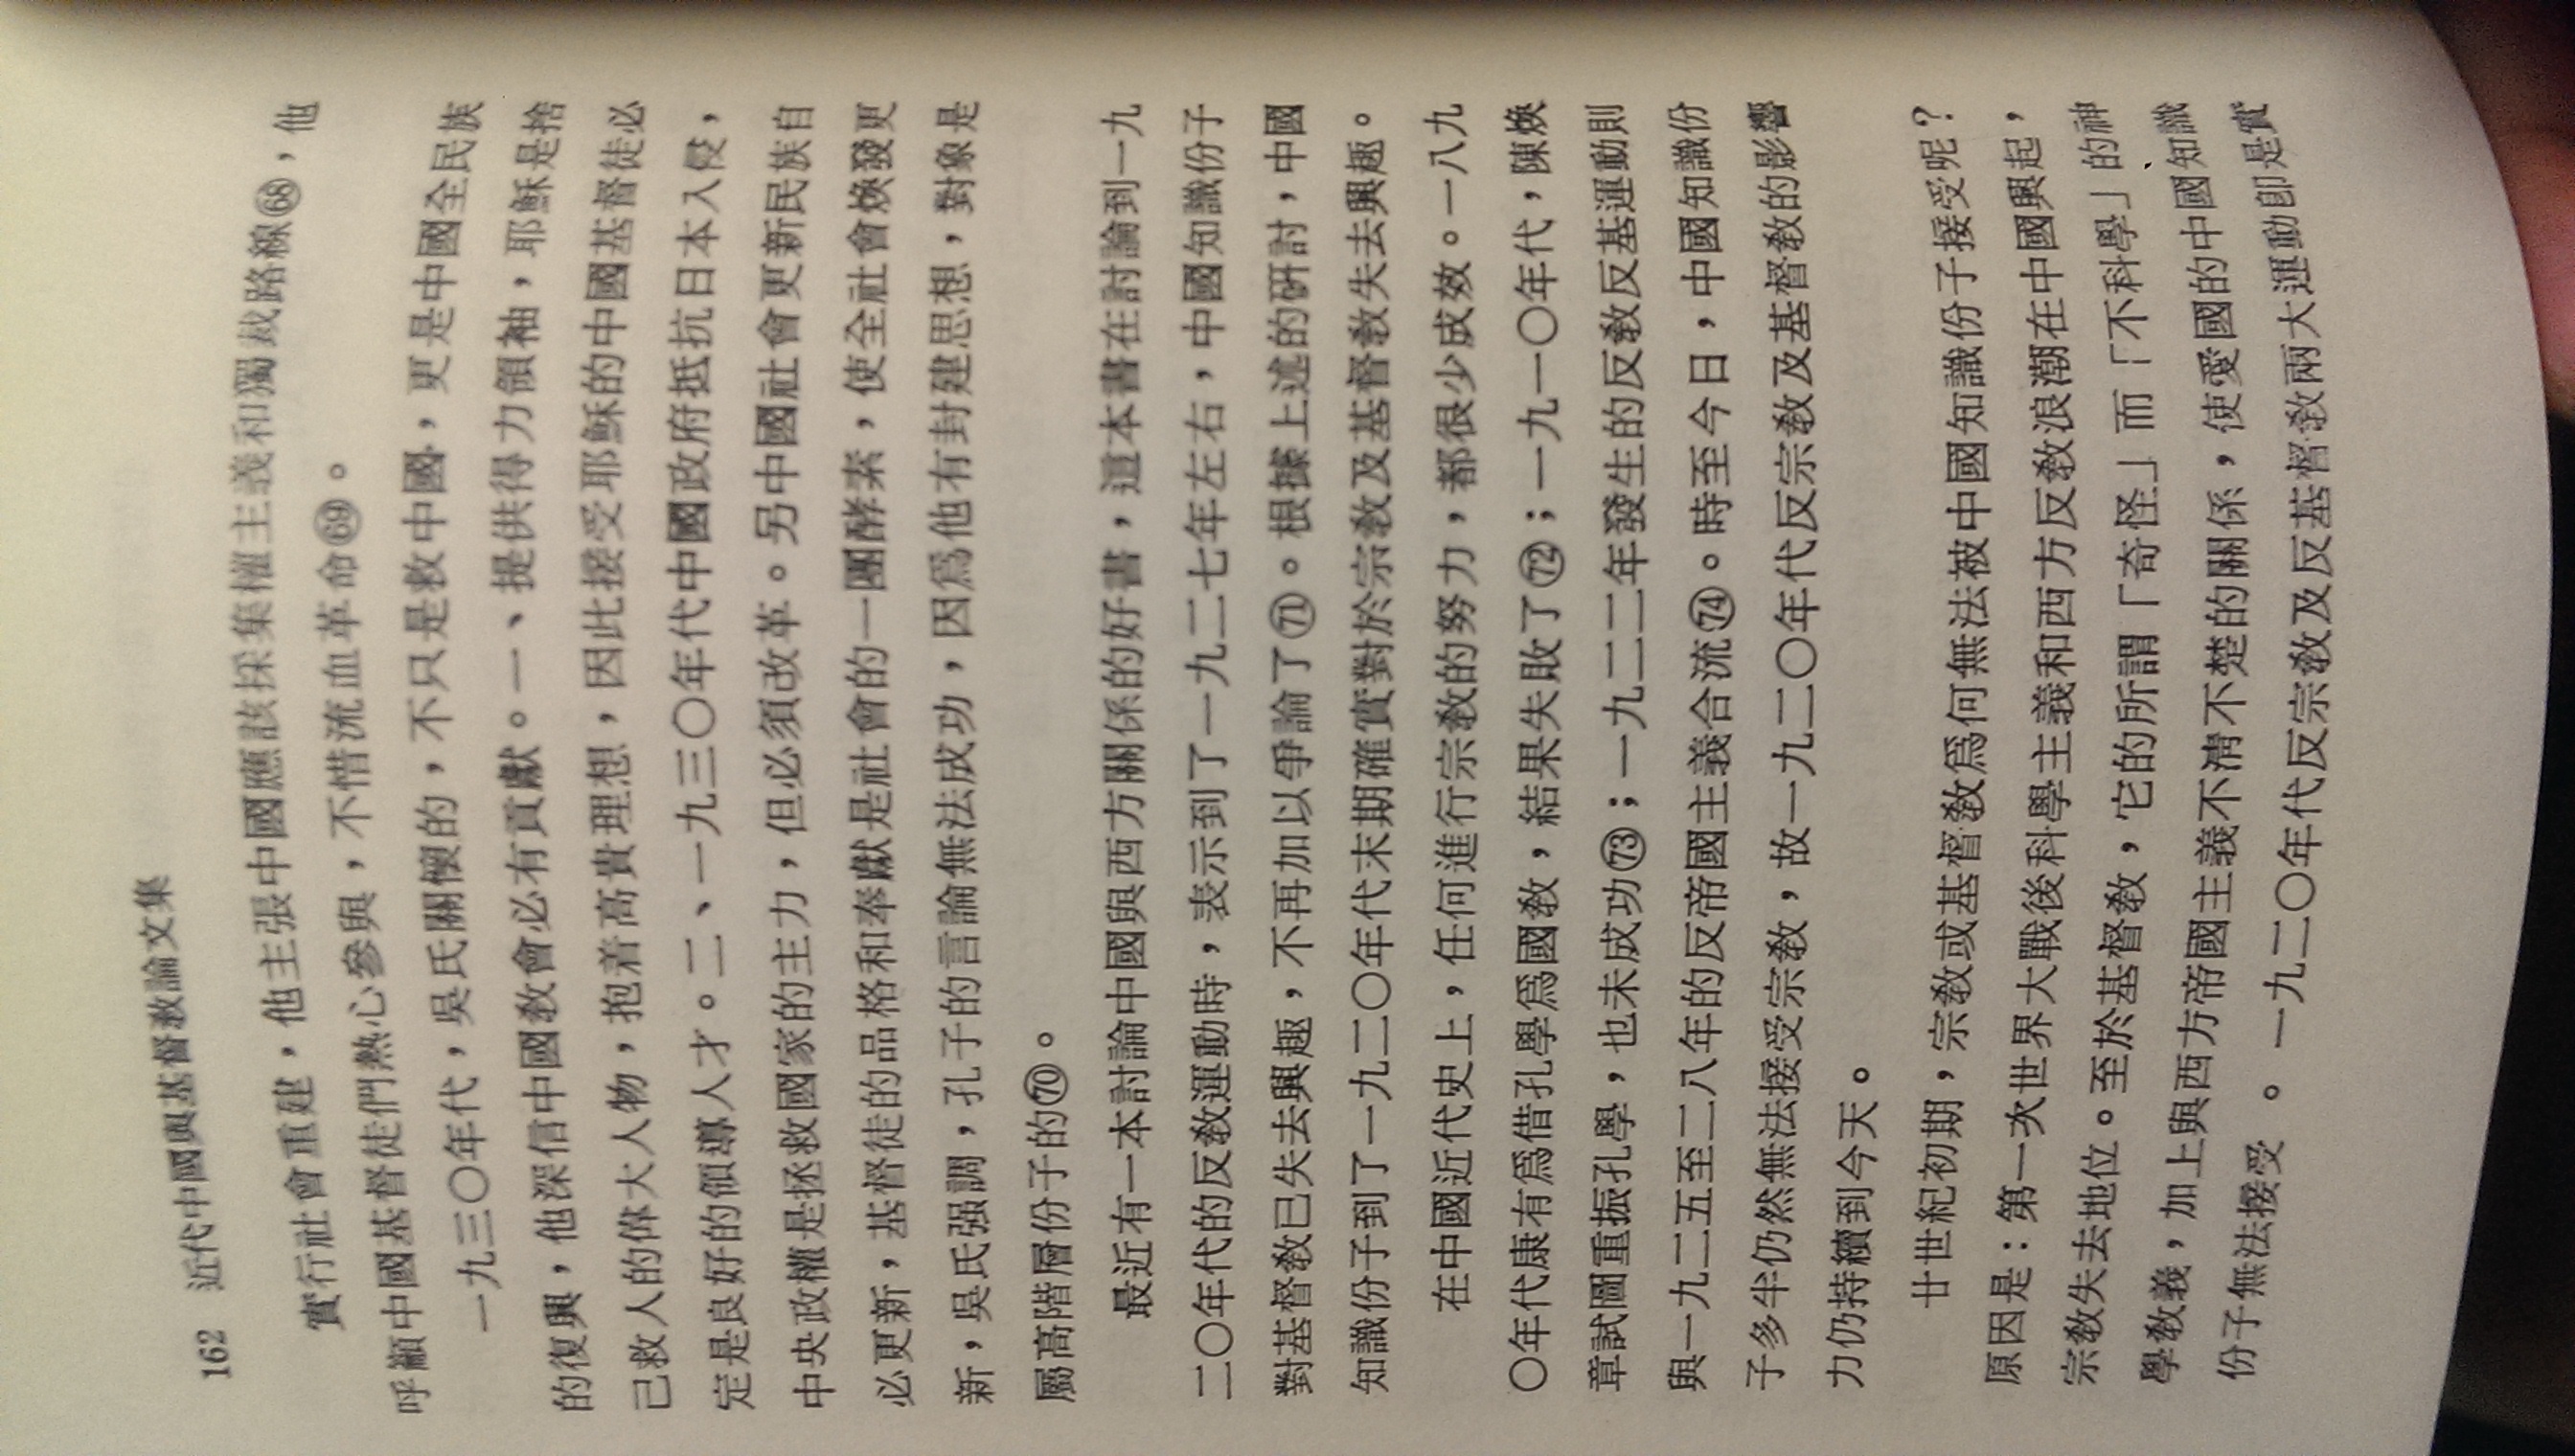 162　近代中國與基督教論文集
實行社會重建，他主張中國應該採集權主義和獨裁路線68，他
呼籲中國基督徒們熱心參與，不惜流血革命69。
一九三〇年代，吳氏關懷的，不只是救中國，更是中國全民族
的復興，他深信中國教會必有貢獻。一、提供得力領袖，耶穌是捨
己救人的偉大人物，抱着高貴理想，因此接受耶穌的中國基督徒必
定是良好的領導人才。二、一九三〇年代中國政府抵抗日本入侵，
中央政權是拯救國家的主力，但必須改革。另中國社會更新民族自
必更新，基督徒的品格和奉獻是社會的一團酵素，使全社會煥發更
新，吳氏强調，孔子的言論無法成功，因爲他有封建思想，對象是
屬高階層份子的70。
最近有一本討論中國與西方關係的好書，這本書在討論到一九
二〇年代的反教運動時，表示到了一九二七年左右，中國知識份子
對基督教已失去興趣，不再加以爭論了71。根據上述的研討，中國
知識份子到了一九二〇年代末期確實對於宗教及基督教失去興趣。
在中國近代史上，任何進行宗教的努力，都很少成效。一八九
〇年代康有爲借孔學爲國教，結果失敗了72；一九一〇年代，陳煥
章試圖重振孔學，也未成功73；一九二二年發生的反教反基運動則
與一九二五至二八年的反帝國主義合流74。時至今日，中國知識份
子多半仍然無法接受宗教，故一九二〇年代反宗教及基督教的影響
力仍持續到今天。
廿世紀初期，宗教或基督教爲何無法被中國知識份子接受呢？
原因是：第一次世界大戰後科學主義和西方反教浪潮在中國興起，
宗教失去地位。至於基督教，它的所謂「奇怪」而「不科學」的神
學教義，加上與西方帝國主義不清不楚的關係，使愛國的中國知識
份子無法接受。一九二〇年代反宗教及反基督教兩大運動卽是實